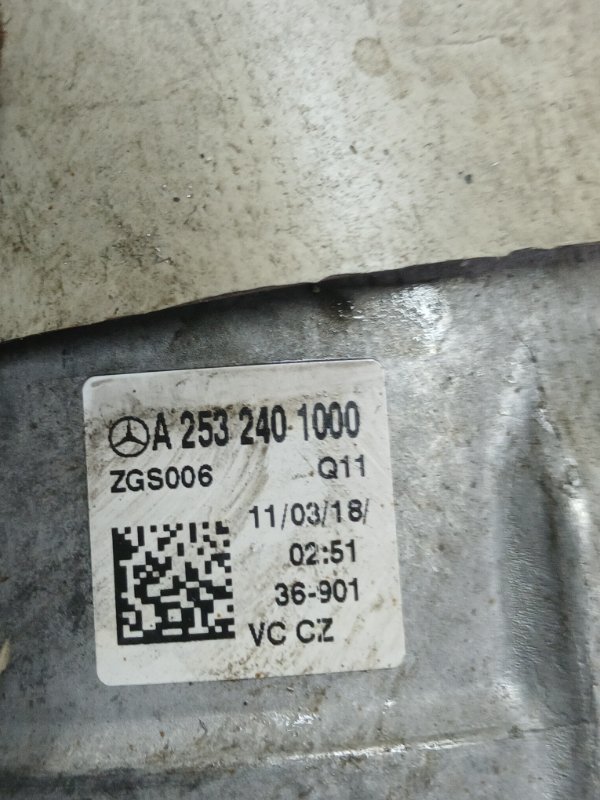 A 253 240 1000
ZGS006 Q11
11/03/18/
02:51
36-901
VC CZ